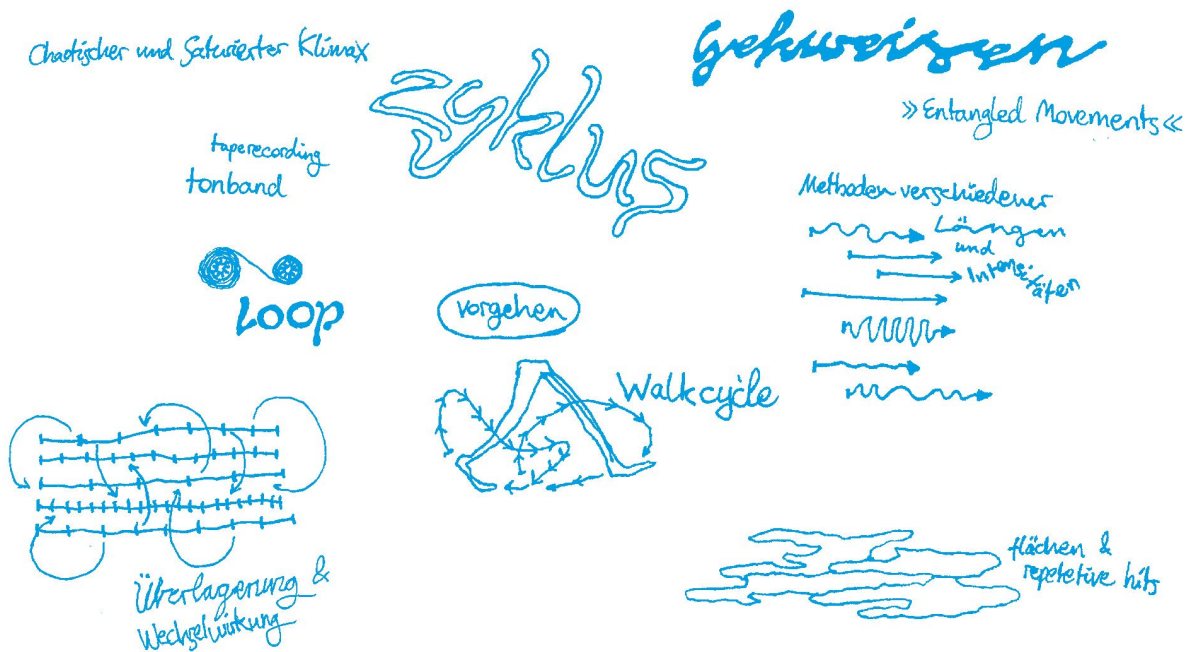 Chaotischer und Saturierter Klimax
Zyklus
Gehweisen
»Entangled Movements«
taperecording
tonband
Methoden verschiedener
Längen
und
Intensitäten
LOOP
vorgehen
Walkcycle
Überlagerung &
Wechselwirkung
flächen &
repetetive hits